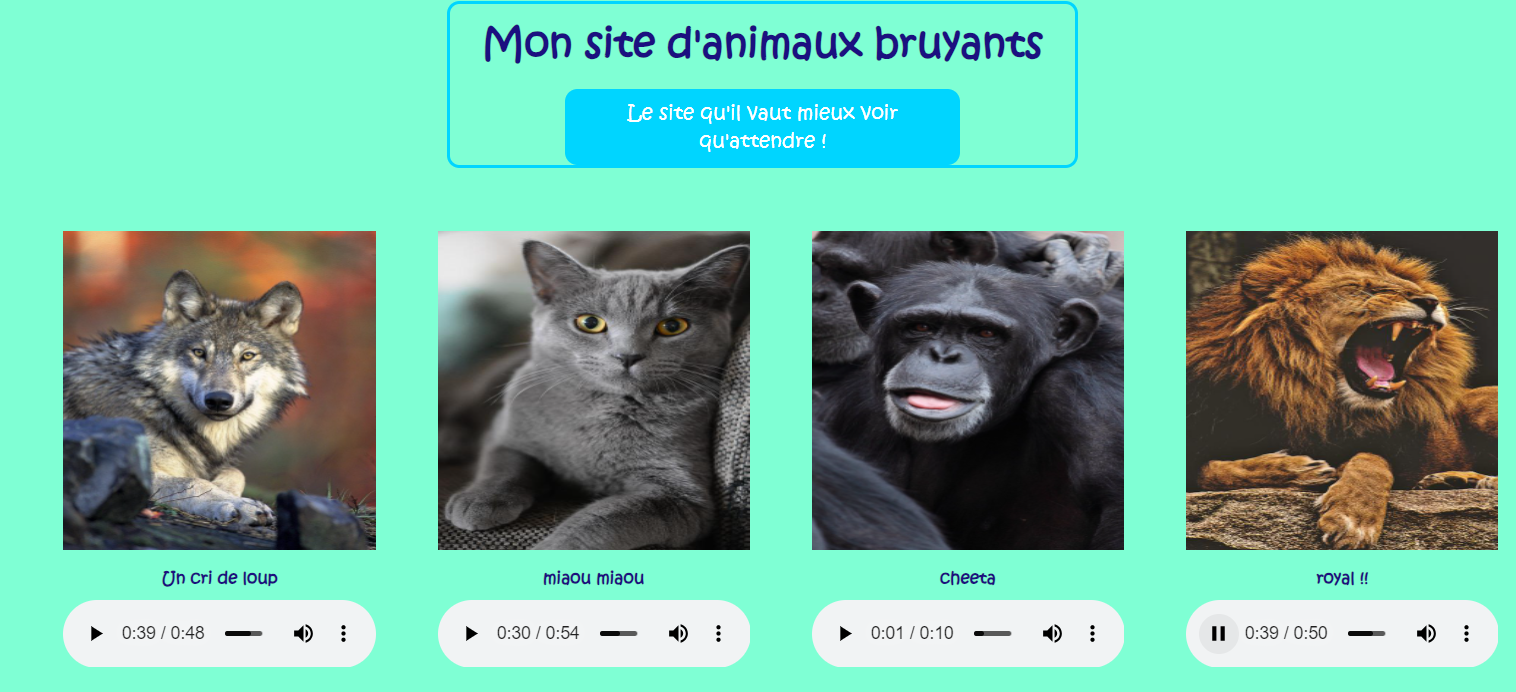 Mon site d'animaux bruyants
Le site qu'il vaut mieux voir
qu'attendre !
Un cri de loup
miaou miaou
cheeta
royal !!
0:39 / 0:48
0:30 / 0:54
0:01 / 0:10
0:39 / 0:50